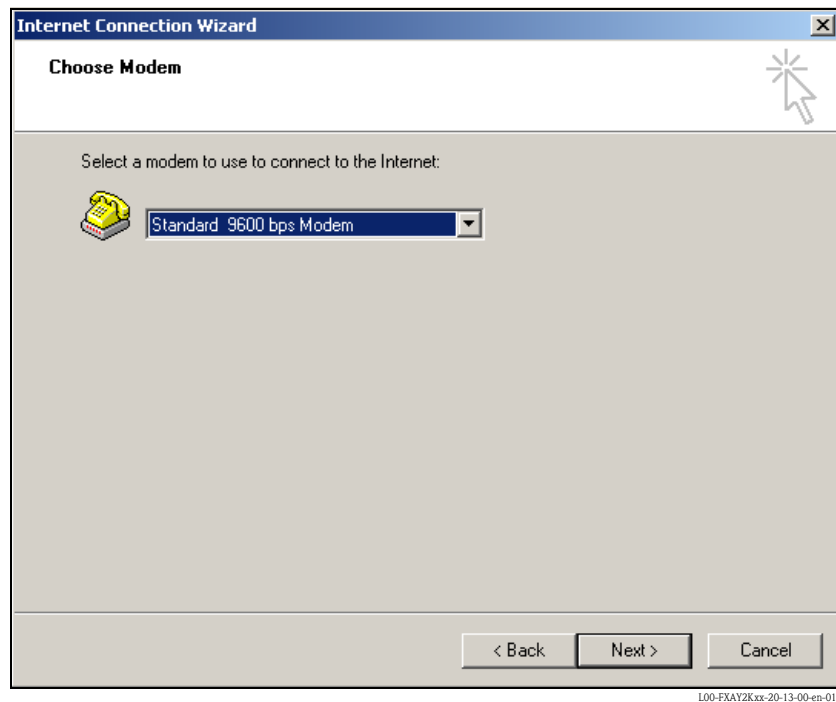 Internet Connection Wizard
Choose Modem
Select a modem to use to connect to the Internet:
Standard  9600 bps Modem
< Back
Next >
Cancel
L00-FXAY2Kxx-20-13-00-en-01